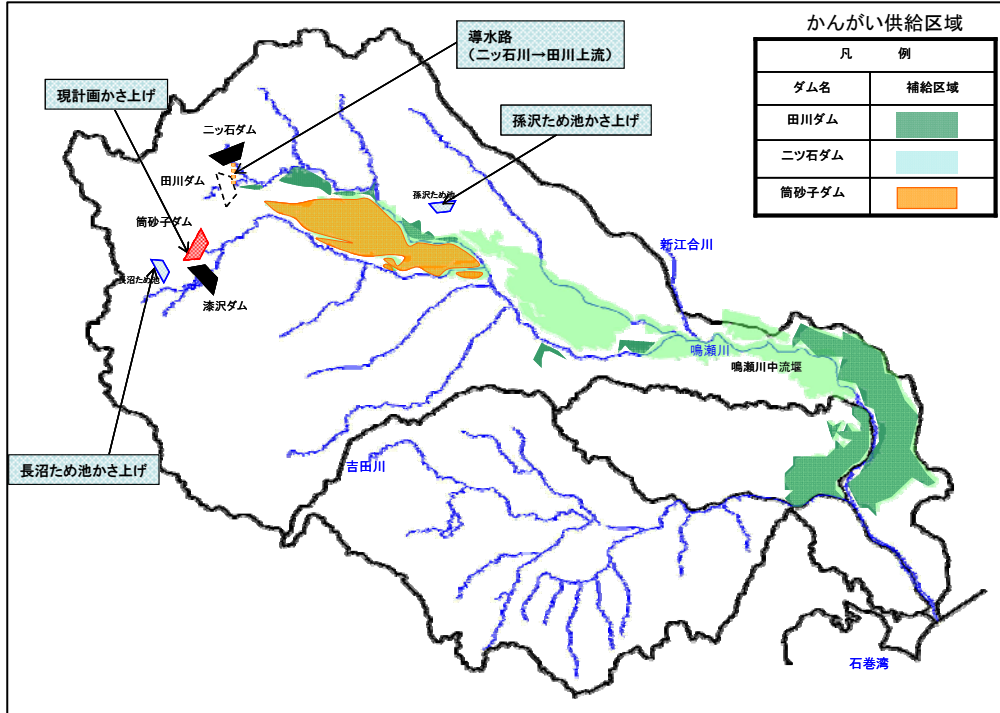 かんがい供給区域
凡　例
ダム名 補給区域
田川ダム
二ツ石ダム
筒砂子ダム
導水路
（二ッ石川→田川上流）
現計画かさ上げ
孫沢ため池かさ上げ
二ッ石ダム
田川ダム
孫沢ため池
筒砂子ダム
新江合川
長沼ため池
漆沢ダム
鳴瀬川
鳴瀬川中流堰
長沼ため池かさ上げ
吉田川
石巻湾